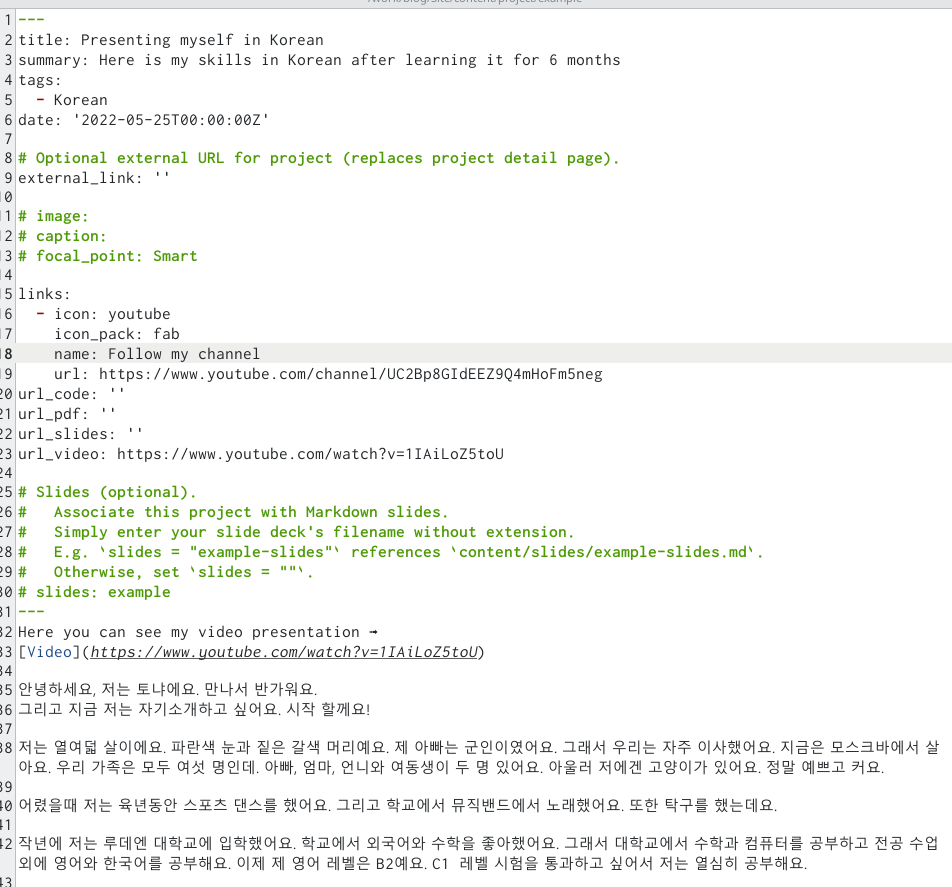 1 ---
2 title: Presenting myself in Korean
3 summary: Here is my skills in Korean after learning it for 6 months
4 tags:
5 - Korean
6 date: '2022-05-25T00:00:00Z'
7
8 # Optional external URL for project (replaces project detail page).
9 external_link: ''
10
11 # image:
12 # caption:
13 # focal_point: Smart
14
15 links:
16 - icon: youtube
17 icon_pack: fab
18 name: Follow my channel
19 url: https://www.youtube.com/channel/UC2Bp8GIdEEZ9Q4mHoFm5neg
20 url_code: ''
21 url_pdf: ''
22 url_slides: ''
23 url_video: https://www.youtube.com/watch?v=1IAiLoZ5toU
24
25 # Slides (optional).
26 # Associate this project with Markdown slides.
27 # Simply enter your slide deck's filename without extension.
28 # E.g. `slides = "example-slides"` references `content/slides/example-slides.md`.
29 # Otherwise, set `slides = ""`.
30 # slides: example
31 ---
32 Here you can see my video presentation →
33 [Video](https://www.youtube.com/watch?v=1IAiLoZ5toU)
34
35 안녕하세요, 저는 토냐에요. 만나서 반가워요.
36 그리고 지금 저는 자기소개하고 싶어요. 시작 할께요!
37
38 저는 열여덟 살이에요. 파란색 눈과 짙은 갈색 머리예요. 제 아빠는 군인이였어요. 그래서 우리는 자주 이사했어요. 지금은 모스크바에서 살
아요. 우리 가족은 모두 여섯 명인데. 아빠, 엄마, 언니와 여동생이 두 명 있어요. 아울러 저에겐 고양이가 있어요. 정말 예쁘고 커요.
39
40 어렸을때 저는 육년동안 스포츠 댄스를 했어요. 그리고 학교에서 뮤직밴드에서 노래했어요. 또한 탁구를 했는데요.
41
42 작년에 저는 루데엔 대학교에 입학했어요. 학교에서 외국어와 수학을 좋아했어요. 그래서 대학교에서 수학과 컴퓨터를 공부하고 전공 수업
외에 영어와 한국어를 공부해요. 이제 제 영어 레벨은 B2예요. C1 레벨 시험을 통과하고 싶어서 저는 열심히 공부해요.
43